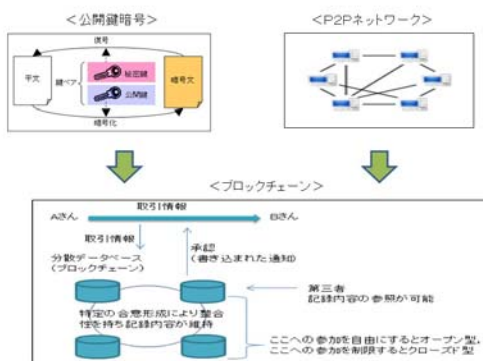 ＜公開鍵暗号＞
復号
平文
鍵ペア
秘密鍵
公開鍵
暗号文
暗号化
＜P2Pネットワーク＞
＜ブロックチェーン＞
取引情報
Aさん
Bさん
取引情報
承認
（書き込まれた通知）
分散データベース
（ブロックチェーン）
第三者
記録内容の参照が可能
特定の合意形成により整合
性を持ち記録内容が維持
ここへの参加を自由にするとオープン型，
ここへの参加を制限するとクローズド型